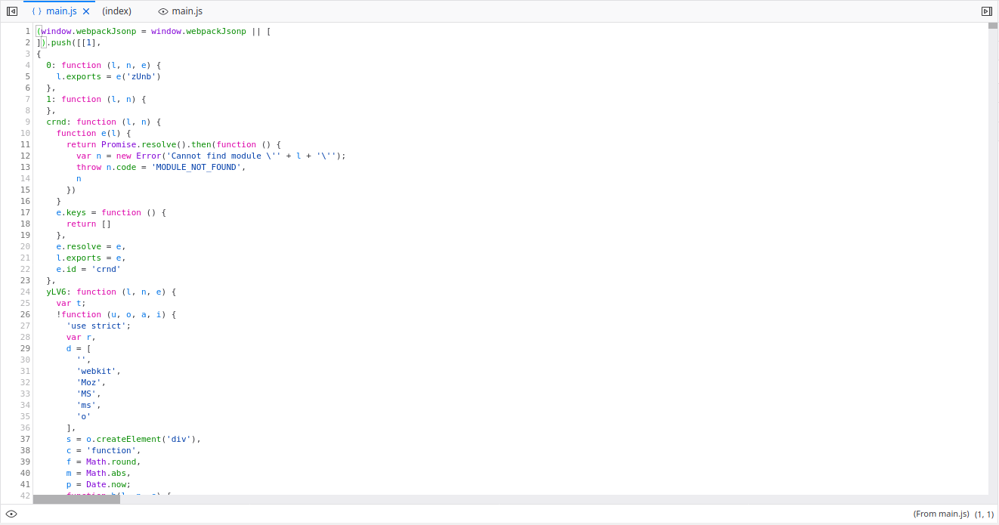 { } main.js (index) main.js
1 (window.webpackJsonp = window.webpackJsonp || [
2 ]).push([[1],
3 {
4 0: function (l, n, e) {
5 l.exports = e('zUnb')
6 },
7 1: function (l, n) {
8 },
9 crnd: function (l, n) {
10 function e(l) {
11 return Promise.resolve().then(function () {
12 var n = new Error('Cannot find module \'' + l + '\'');
13 throw n.code = 'MODULE_NOT_FOUND',
14 n
15 })
16 }
17 e.keys = function () {
18 return []
19 },
20 e.resolve = e,
21 l.exports = e,
22 e.id = 'crnd'
23 },
24 yLV6: function (l, n, e) {
25 var t;
26 !function (u, o, a, i) {
27 'use strict';
28 var r,
29 d = [
30 '',
31 'webkit',
32 'Moz',
33 'MS',
34 'ms',
35 'o'
36 ],
37 s = o.createElement('div'),
38 c = 'function',
39 f = Math.round,
40 m = Math.abs,
41 p = Date.now;
42 function
(From main.js) (1, 1)